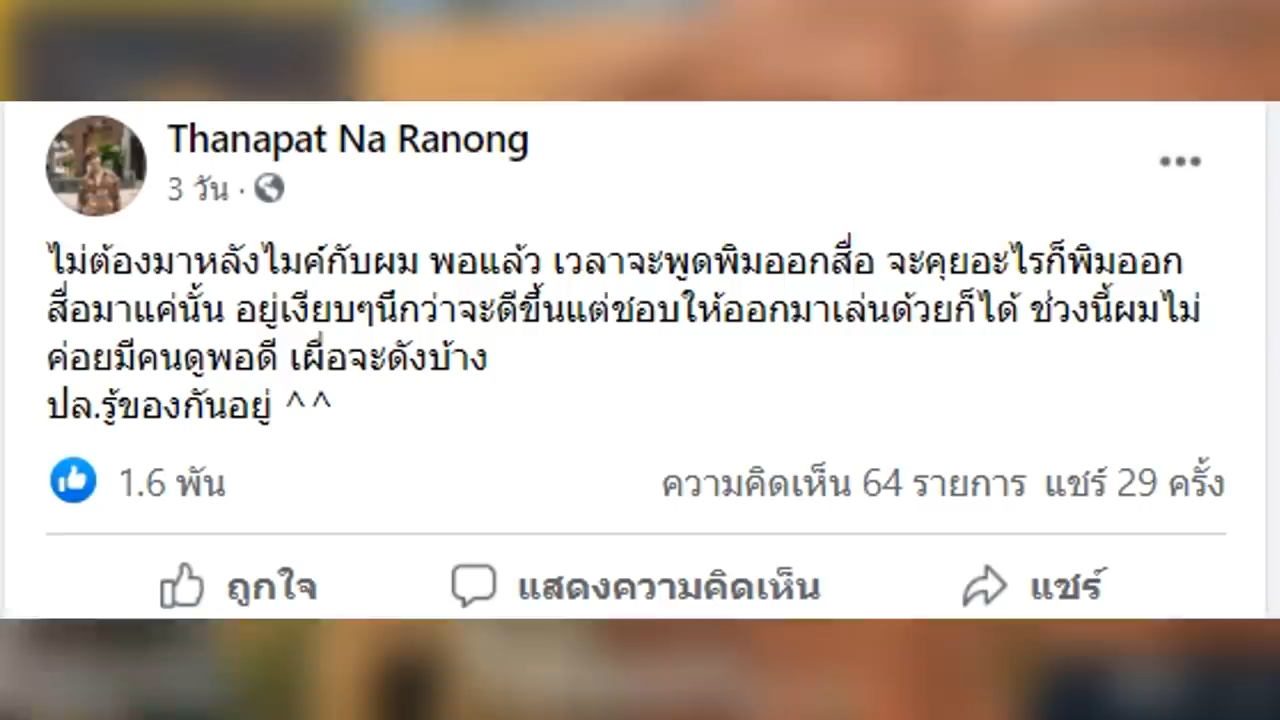 Thanapat Na Ranong
3 วัน ·
ไม่ต้องมาหลังไมค์กับผม พอแล้ว เวลาจะพูดพิมออกสื่อ จะคุยอะไรก็พิมออก
สื่อมาแค่นั้น อยู่เงียบๆนึกว่าจะดีขึ้นแต่ชอบให้ออกมาเล่นด้วยก็ได้ ช่วงนี้ผมไม่
ค่อยมีคนดูพอดี เผื่อจะดังบ้าง
ปล.รู้ของกันอยู่ ^^
1.6 พัน ความคิดเห็น 64 รายการ แชร์ 29 ครั้ง
ถูกใจ แสดงความคิดเห็น แชร์